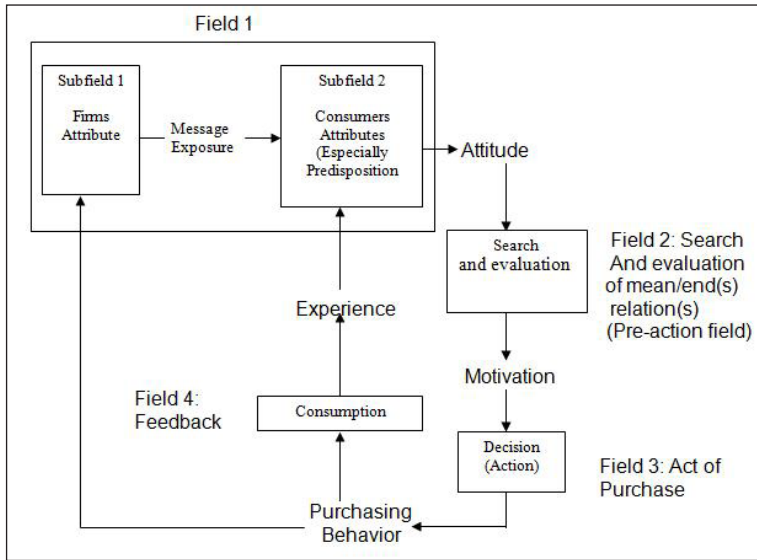 Field 1
Subfield 1
Firms
Attribute
Message
Exposure
Subfield 2
Consumers
Attributes
(Especially
Predisposition
Attitude
Search
and evaluation
Field 2: Search
And evaluation
of mean/end(s)
relation(s)
(Pre-action field)
Experience
Motivation
Field 4:
Feedback
Consumption
Decision
(Action)
Field 3: Act of
Purchase
Purchasing
Behavior